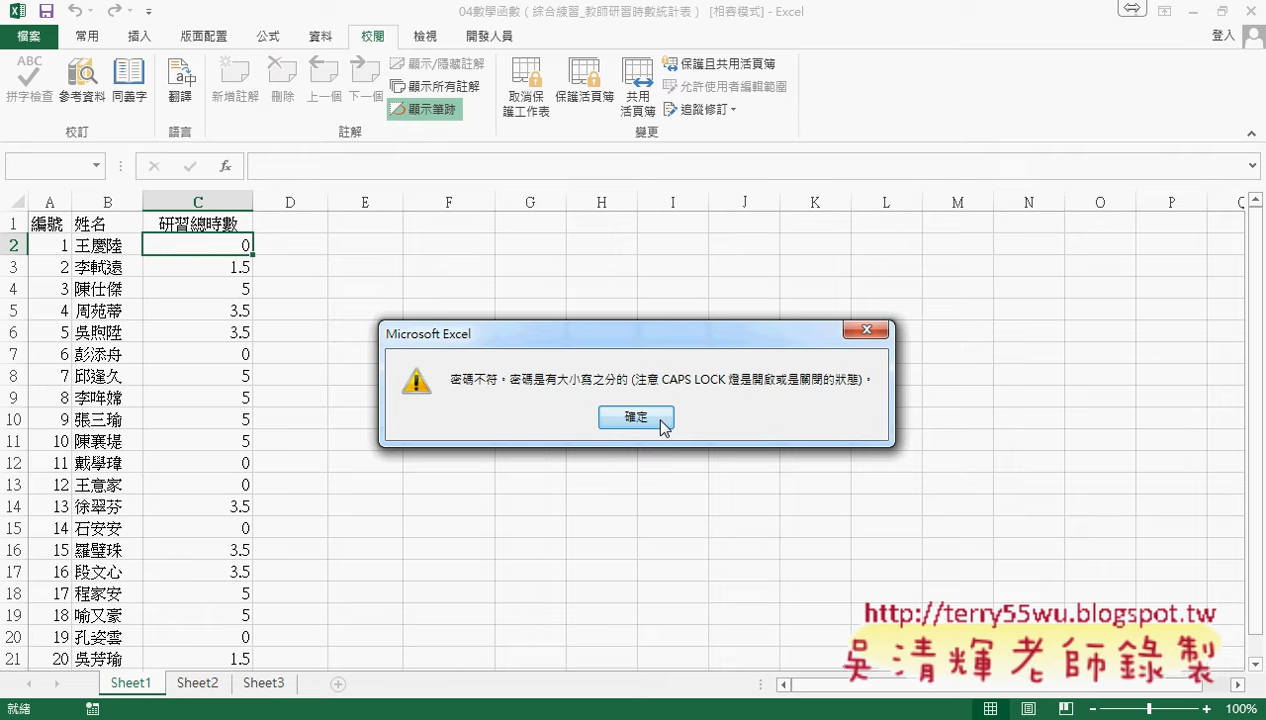 04數學函數（綜合練習_教師研習時數統計表） [相容模式] - Excel
檔案 常用 插入 版面配置 公式 資料 校閱 檢視 開發人員 登入
ABC
拼字檢查 參考資料 同義字 翻譯 新增註解 刪除 上一個 下一個
顯示/隱藏註解
顯示所有註解
顯示筆跡
取消保護工作表 保護活頁簿 共用活頁簿
保護且共用活頁簿
允許使用者編輯範圍
追蹤修訂
校訂 語言 註解 變更
fx
A B C D E F G H I J K L M N O P Q
1 編號 姓名 研習總時數
2 1 王慶陸 0
3 2 李軾遠 1.5
4 3 陳仕傑 5
5 4 周苑蒂 3.5
6 5 吳煦陞 3.5
7 6 彭添舟 0
8 7 邱逢久 5
9 8 李哖嫦 5
10 9 張三瑜 5
11 10 陳襄堤 5
12 11 戴學瑋 0
13 12 王意家 0
14 13 徐翠芬 3.5
15 14 石安安 0
16 15 羅璧珠 3.5
17 16 段文心 3.5
18 17 程家安 5
19 18 喻又豪 5
20 19 孔姿雲 0
21 20 吳芳瑜 1.5
Microsoft Excel
密碼不符。密碼是有大小寫之分的 (注意 CAPS LOCK 燈是開啟或是關閉的狀態)。
確定
http://terry55wu.blogspot.tw
吳清輝老師錄製
Sheet1 Sheet2 Sheet3
就緒 100%